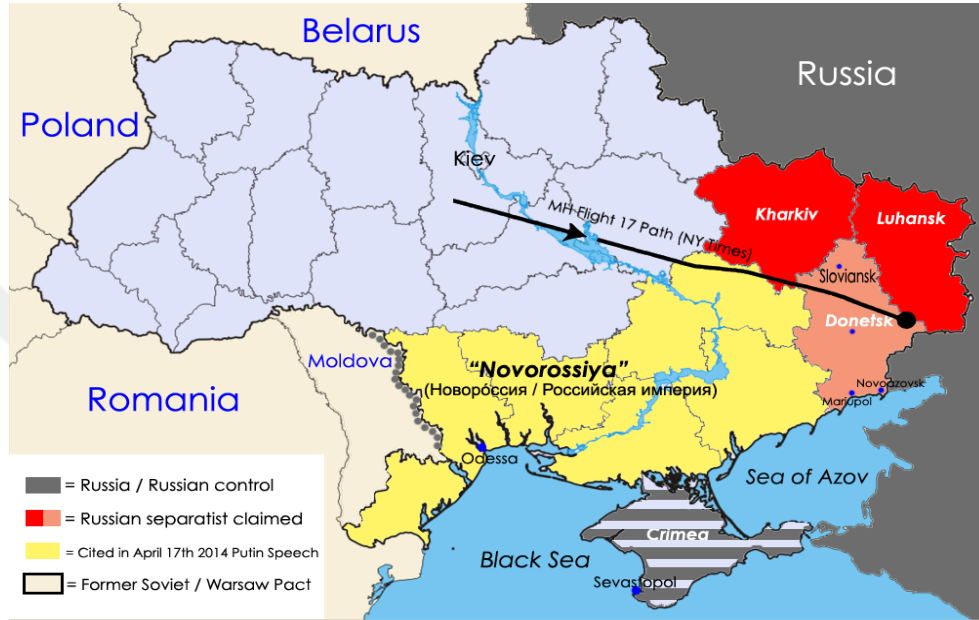 Belarus
Russia
Poland
Kiev
MH Flight 17 Path (NY Times)
Kharkiv
Luhansk
Sloviansk
Donetsk
Moldova
"Novorossiya"
(Новоро́ссия / Российская империя)
Romania
Novoazovsk
Mariupol
Odessa
Sea of Azov
Crimea
Black Sea
Sevastopol
= Russia / Russian control
= Russian separatist claimed
= Cited in April 17th 2014 Putin Speech
= Former Soviet / Warsaw Pact